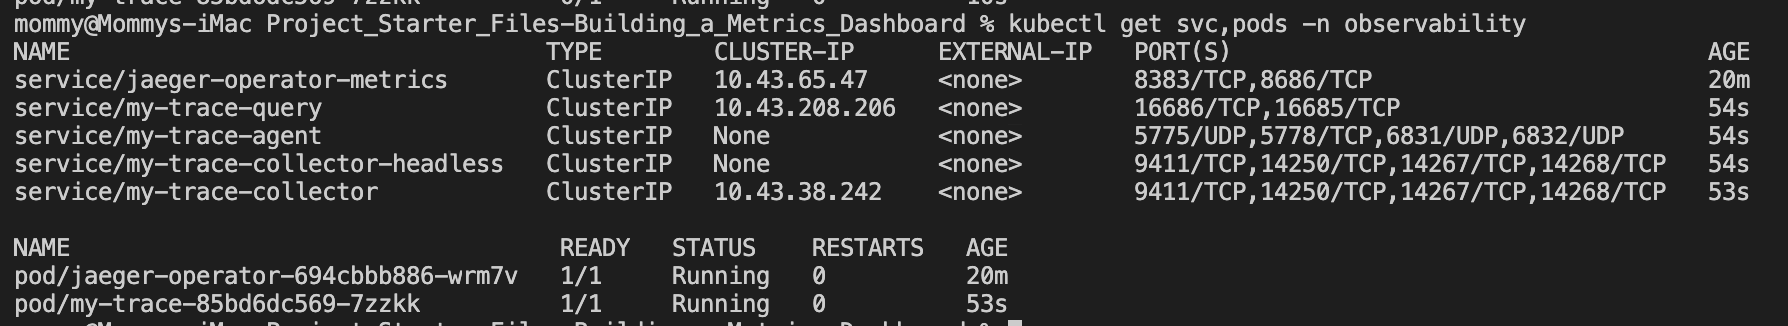 pod/my-trace-85bd6dc569-7zzkk 0/1 Running 0 10s
mommy@Mommys-iMac Project_Starter_Files-Building_a_Metrics_Dashboard % kubectl get svc,pods -n observability
NAME TYPE CLUSTER-IP EXTERNAL-IP PORT(S) AGE
service/jaeger-operator-metrics ClusterIP 10.43.65.47 <none> 8383/TCP,8686/TCP 20m
service/my-trace-query ClusterIP 10.43.208.206 <none> 16686/TCP,16685/TCP 54s
service/my-trace-agent ClusterIP None <none> 5775/UDP,5778/TCP,6831/UDP,6832/UDP 54s
service/my-trace-collector-headless ClusterIP None <none> 9411/TCP,14250/TCP,14267/TCP,14268/TCP 54s
service/my-trace-collector ClusterIP 10.43.38.242 <none> 9411/TCP,14250/TCP,14267/TCP,14268/TCP 53s
NAME READY STATUS RESTARTS AGE
pod/jaeger-operator-694cbbb886-wrm7v 1/1 Running 0 20m
pod/my-trace-85bd6dc569-7zzkk 1/1 Running 0 53s